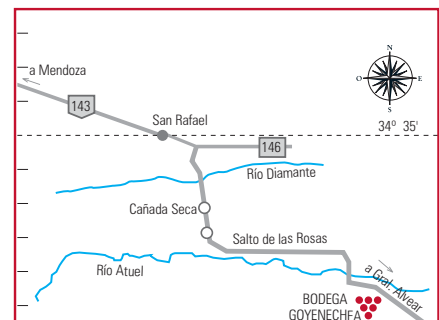 N
a Mendoza
O
E
143
S
San Rafael
34º 35'
146
Río Diamante
Cañada Seca
Salto de las Rosas
Río Atuel
a Gral. Alvear
BODEGA
GOYENECHEA